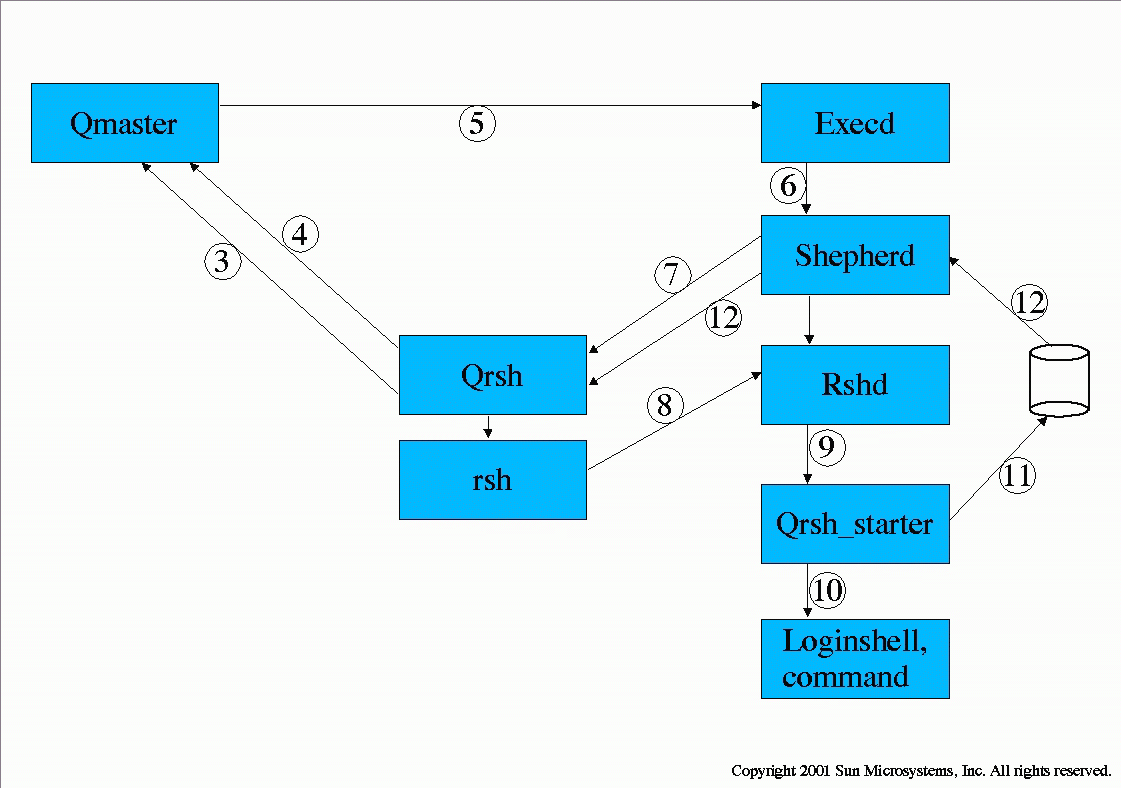 Qmaster
5
Execd
6
4
3
Shepherd
7
12
12
Qrsh
Rshd
8
9
rsh
11
Qrsh_starter
10
Loginshell,
command
Copyright 2001 Sun Microsystems, Inc. All rights reserved.